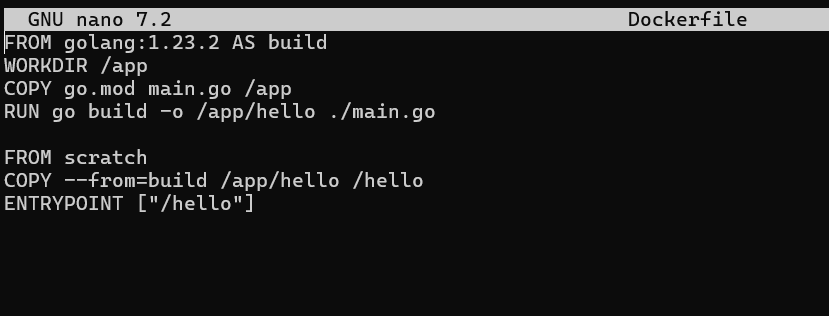 GNU nano 7.2 Dockerfile
FROM golang:1.23.2 AS build
WORKDIR /app
COPY go.mod main.go /app
RUN go build -o /app/hello ./main.go

FROM scratch
COPY --from=build /app/hello /hello
ENTRYPOINT ["/hello"]